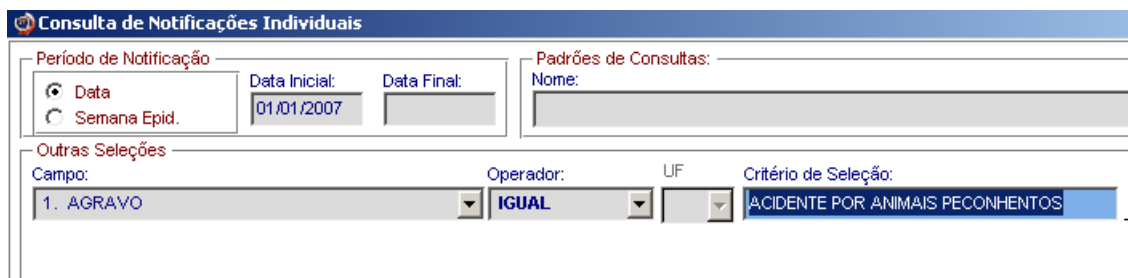 Consulta de Notificações Individuais
Período de Notificação
Padrões de Consultas:
Data
Semana Epid.
Data Inicial:
Data Final:
01/01/2007
Nome:
Outras Seleções
Campo:
Operador:
UF
Critério de Seleção:
1. AGRAVO
IGUAL
ACIDENTE POR ANIMAIS PECONHENTOS